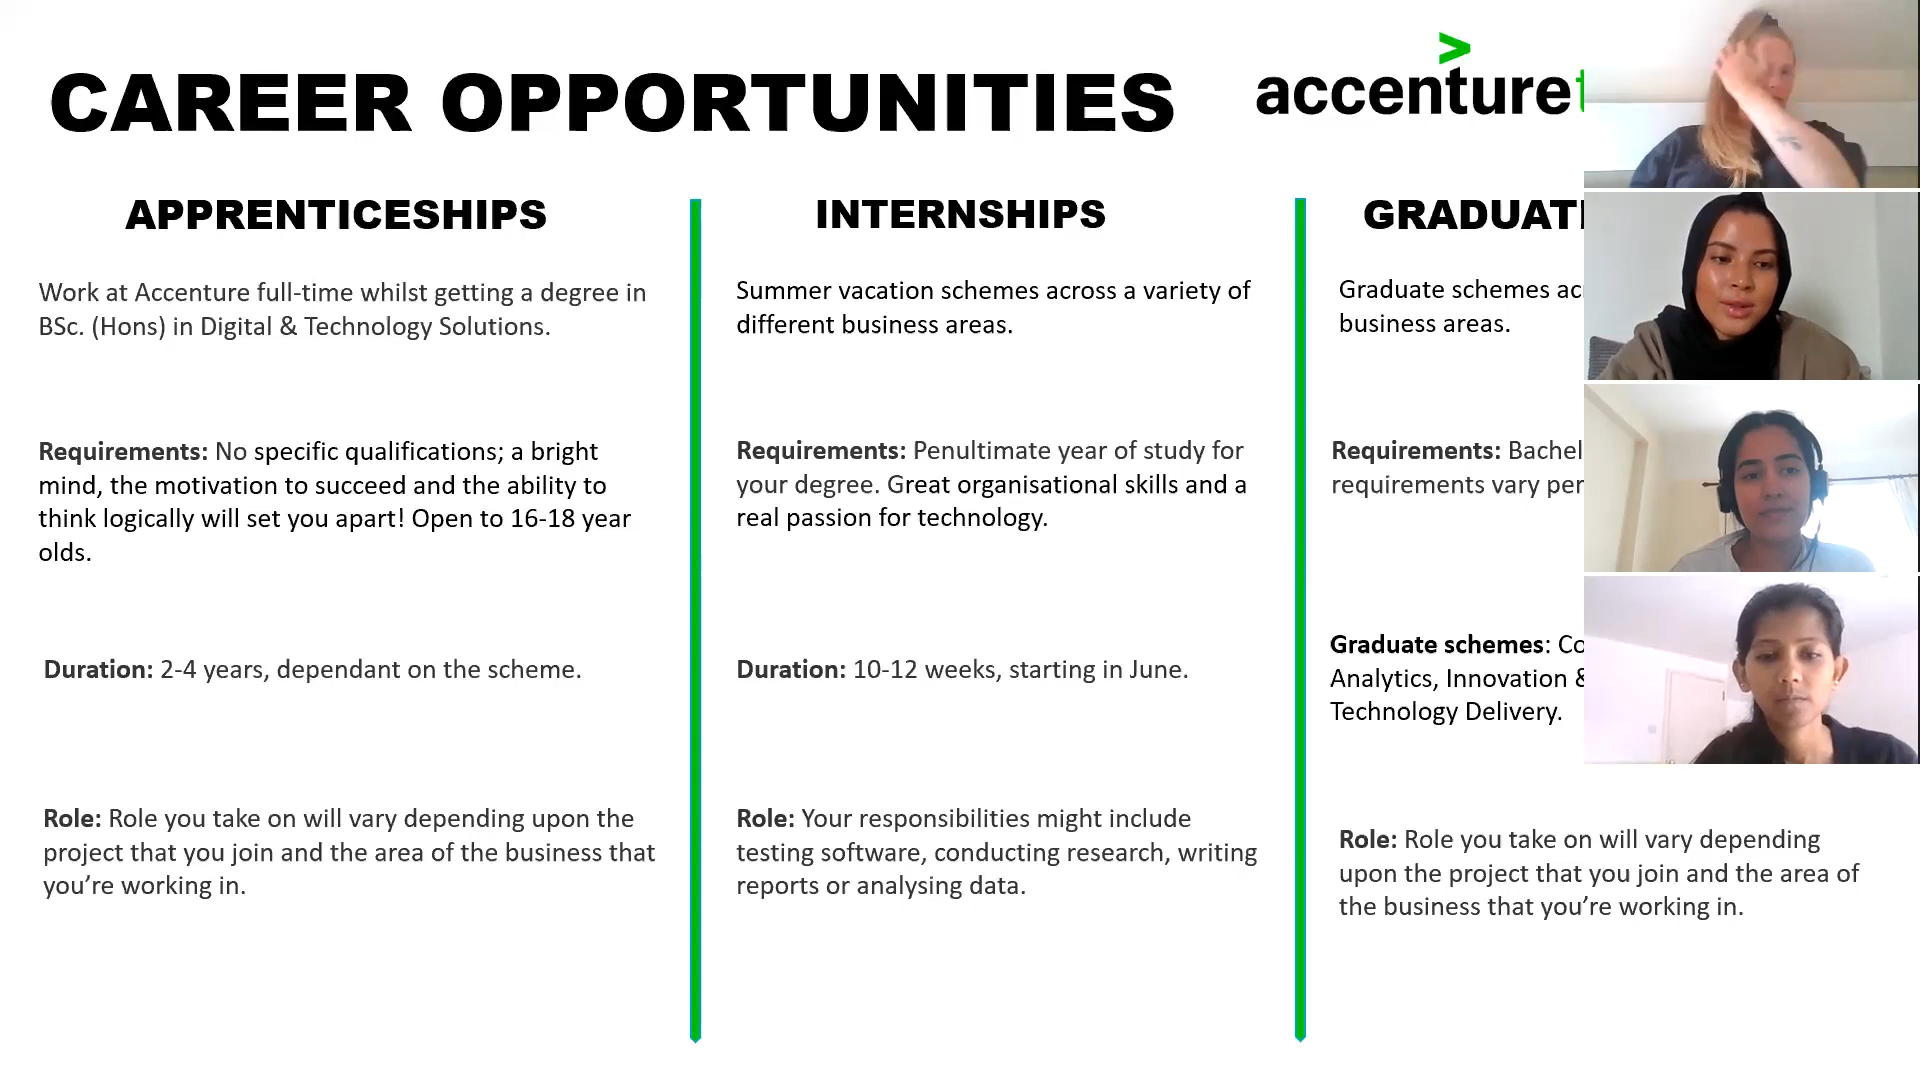 CAREER OPPORTUNITIES
accenture
APPRENTICESHIPS
Work at Accenture full-time whilst getting a degree in
BSc. (Hons) in Digital & Technology Solutions.
Requirements: No specific qualifications; a bright
mind, the motivation to succeed and the ability to
think logically will set you apart! Open to 16-18 year
olds.
Duration: 2-4 years, dependant on the scheme.
Role: Role you take on will vary depending upon the
project that you join and the area of the business that
you’re working in.
INTERNSHIPS
Summer vacation schemes across a variety of
different business areas.
Requirements: Penultimate year of study for
your degree. Great organisational skills and a
real passion for technology.
Duration: 10-12 weeks, starting in June.
Role: Your responsibilities might include
testing software, conducting research, writing
reports or analysing data.
Graduate schemes
business areas.
Requirements:
requirements vary per
Graduate schemes:
Analytics, Innovation &
Technology Delivery.
Role: Role you take on will vary depending
upon the project that you join and the area of
the business that you’re working in.